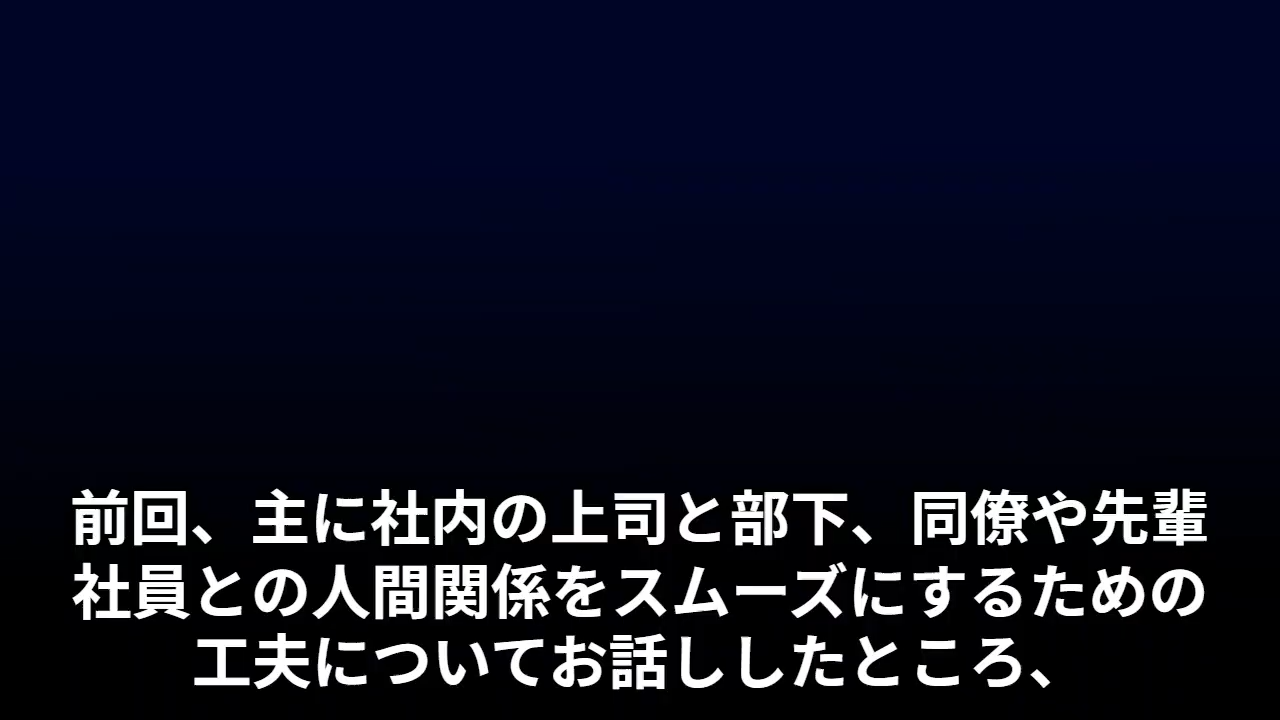 前回、主に社内の上司と部下、同僚や先輩
社員との人間関係をスムーズにするための
工夫についてお話ししたところ、